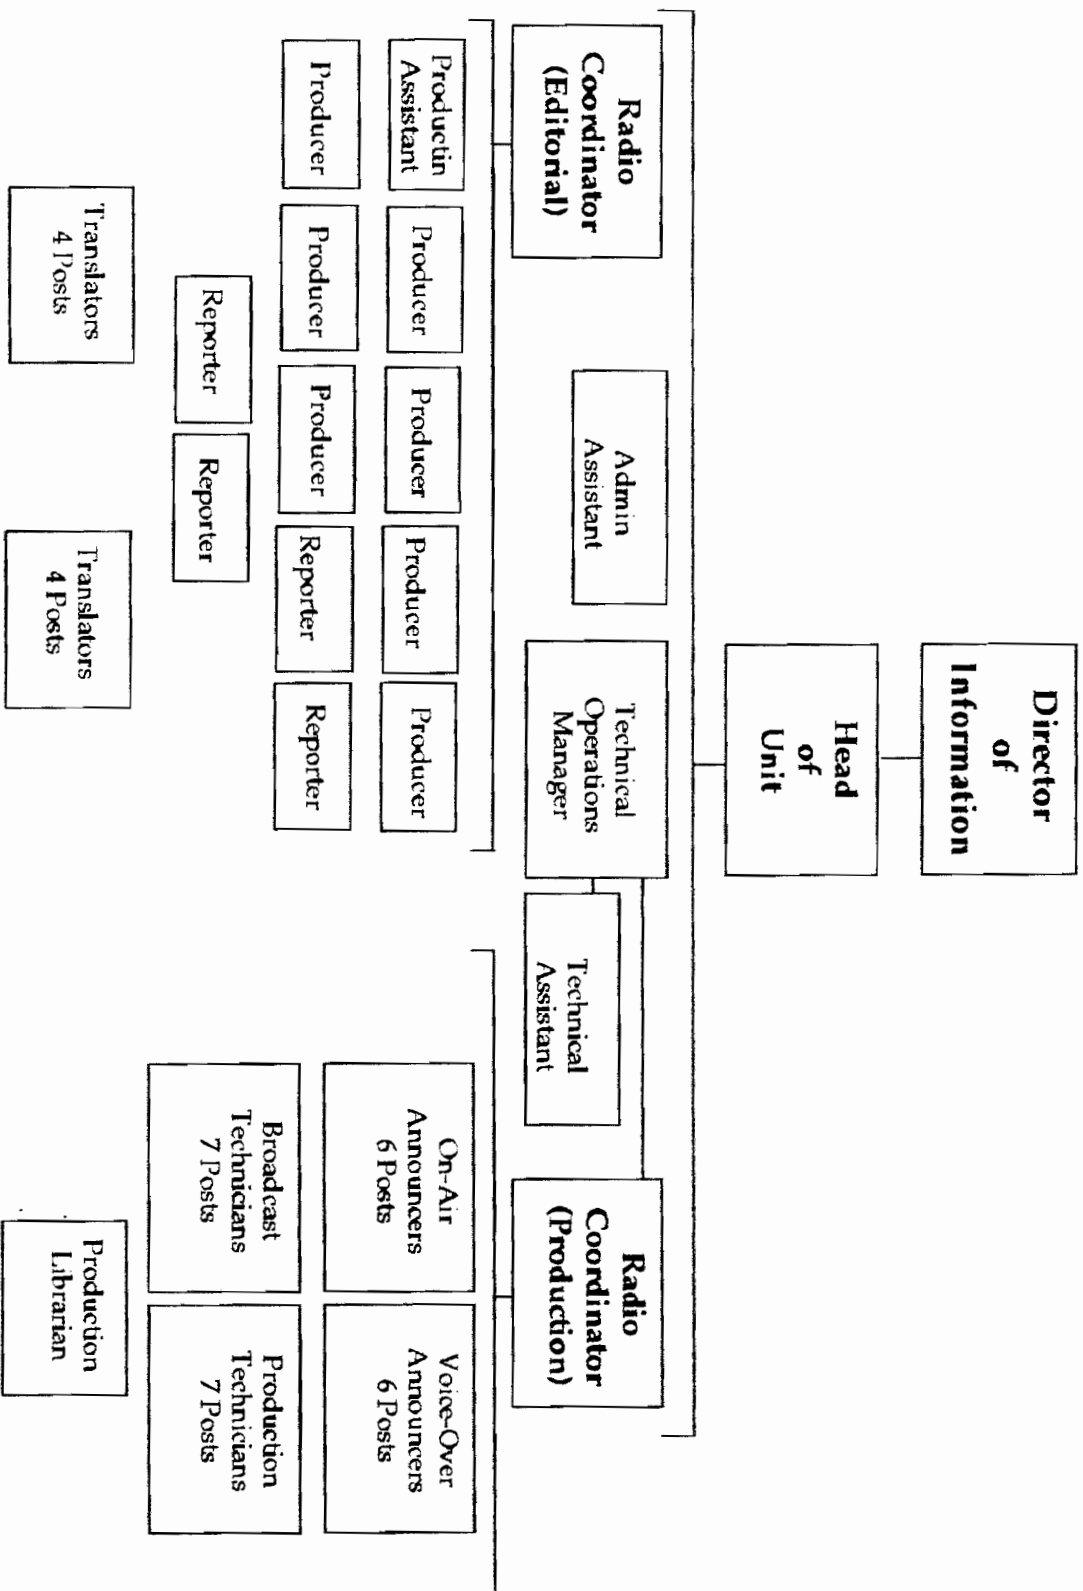 Director
of
Information
Head
of
Unit
Radio
Coordinator
(Editorial)
Admin
Assistant
Technical
Operations
Manager
Technical
Assistant
Radio
Coordinator
(Production)
Productin
Assistant
Producer
Producer
Producer
Producer
Producer
Producer
Producer
Reporter
Reporter
Reporter
Reporter
Translators
4 Posts
Translators
4 Posts
On-Air
Announcers
6 Posts
Voice-Over
Announcers
6 Posts
Broadcast
Technicians
7 Posts
Production
Technicians
7 Posts
Production
Librarian